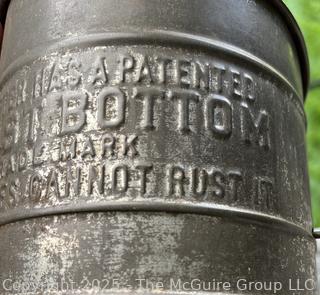 HAS A PATENTED
BOTTOM
MARK
CANNOT RUST IT
Copyright 2025 - The McGuire Group LLC